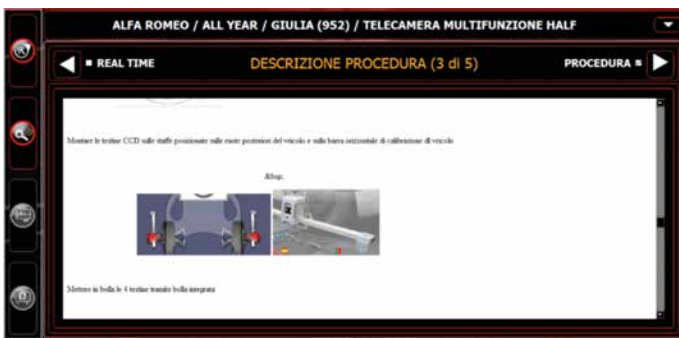 ALFA ROMEO / ALL YEAR / GIULIA (952) / TELECAMERA MULTIFUNZIONE HALF
REAL TIME
DESCRIZIONE PROCEDURA (3 di 5)
PROCEDURA
Montare le testine CCD sulle staffe posizionate sulle ruote posteriori del veicolo e sulla barra orizzontale di calibrazione dl veicolo
Mettere in bolla le 4 testine tramite bolla integrata